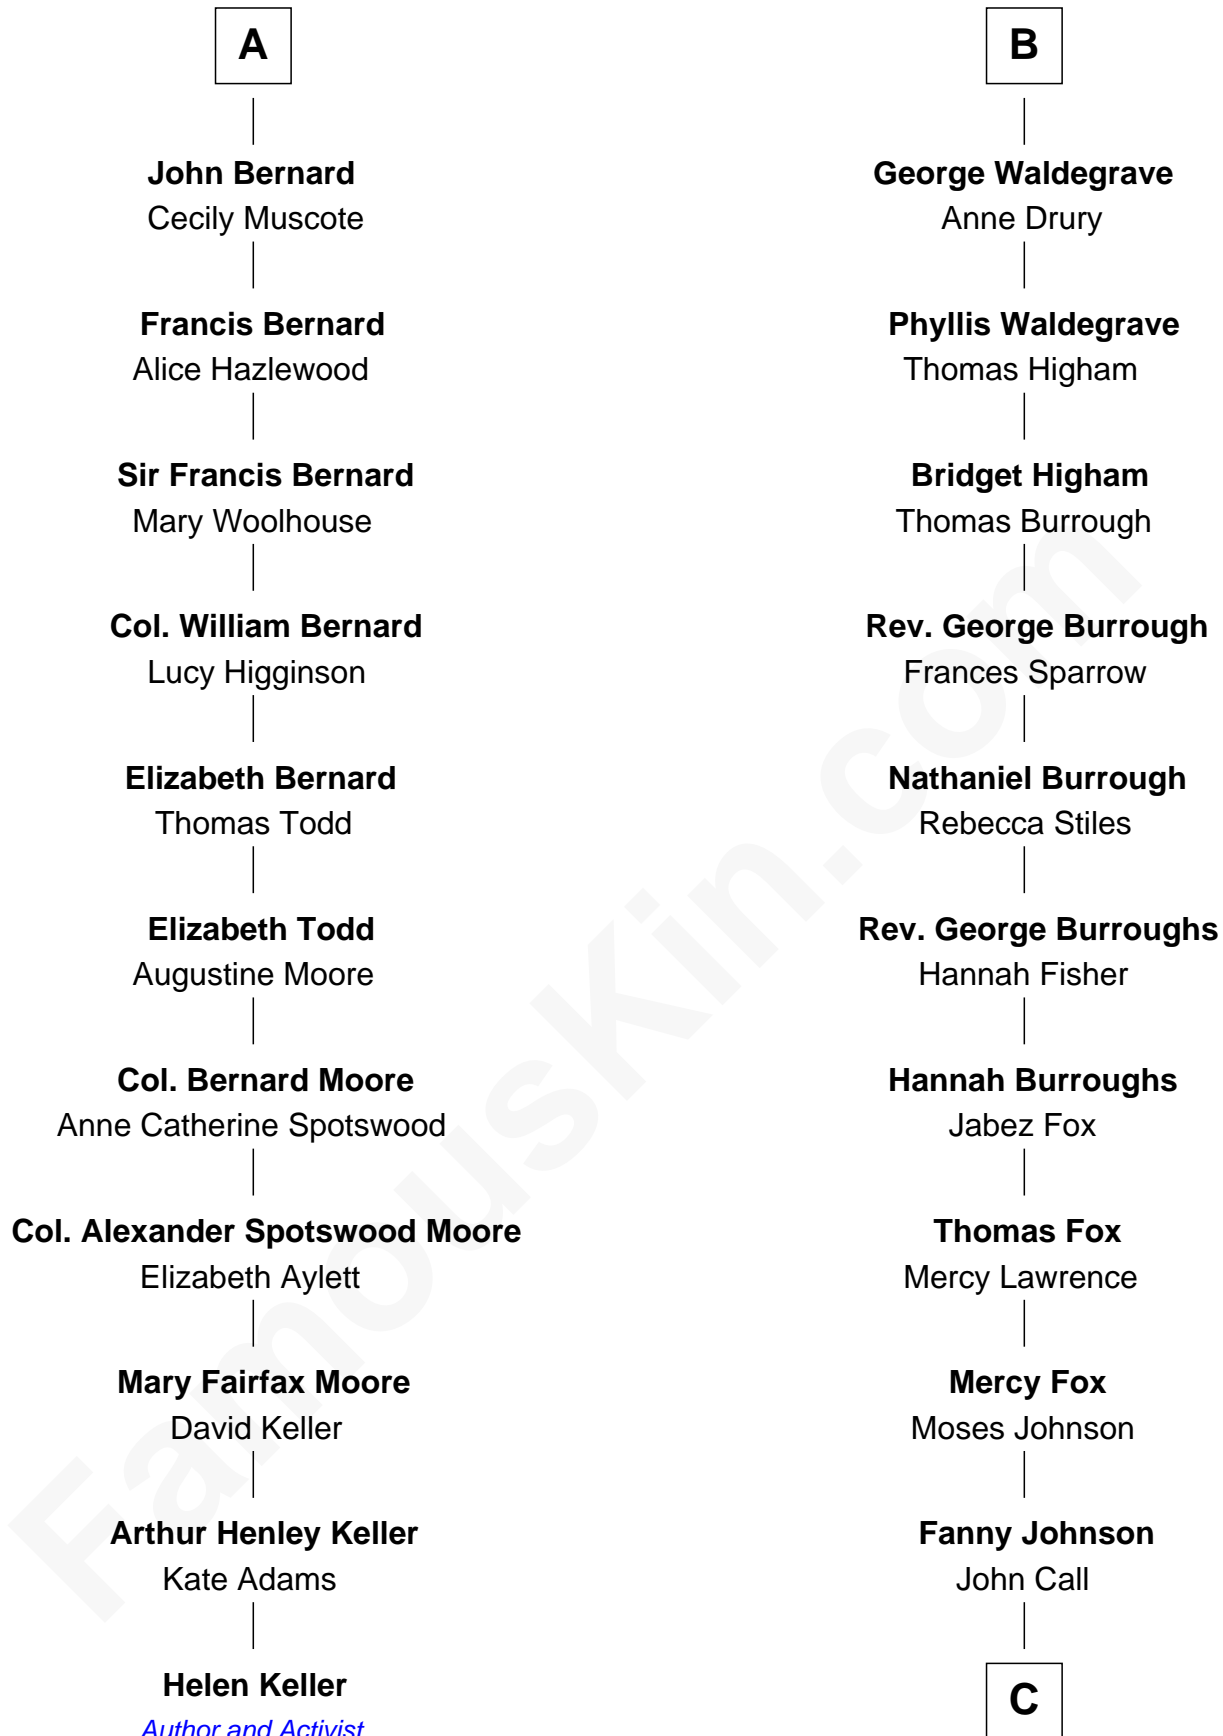 A
John Bernard
Cecily Muscote
Francis Bernard
Alice Hazlewood
Sir Francis Bernard
Mary Woolhouse
Col. William Bernard
Lucy Higginson
Elizabeth Bernard
Thomas Todd
Elizabeth Todd
Augustine Moore
Col. Bernard Moore
Anne Catherine Spotswood
Col. Alexander Spotswood Moore
Elizabeth Aylett
Mary Fairfax Moore
David Keller
Arthur Henley Keller
Kate Adams
Helen Keller
Author and Activist
B
George Waldegrave
Anne Drury
Phyllis Waldegrave
Thomas Higham
Bridget Higham
Thomas Burrough
Rev. George Burrough
Frances Sparrow
Nathaniel Burrough
Rebecca Stiles
Rev. George Burroughs
Hannah Fisher
Hannah Burroughs
Jabez Fox
Thomas Fox
Mercy Lawrence
Mercy Fox
Moses Johnson
Fanny Johnson
John Call
C
FamousKin.com